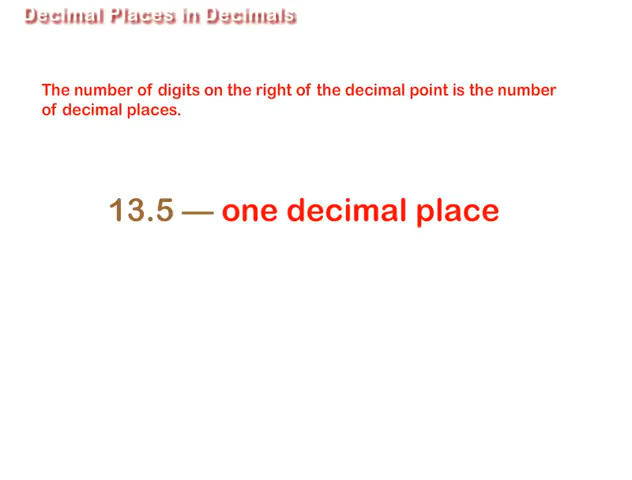 Decimal Places in Decimals
The number of digits on the right of the decimal point is the number
of decimal places.
13.5 — one decimal place